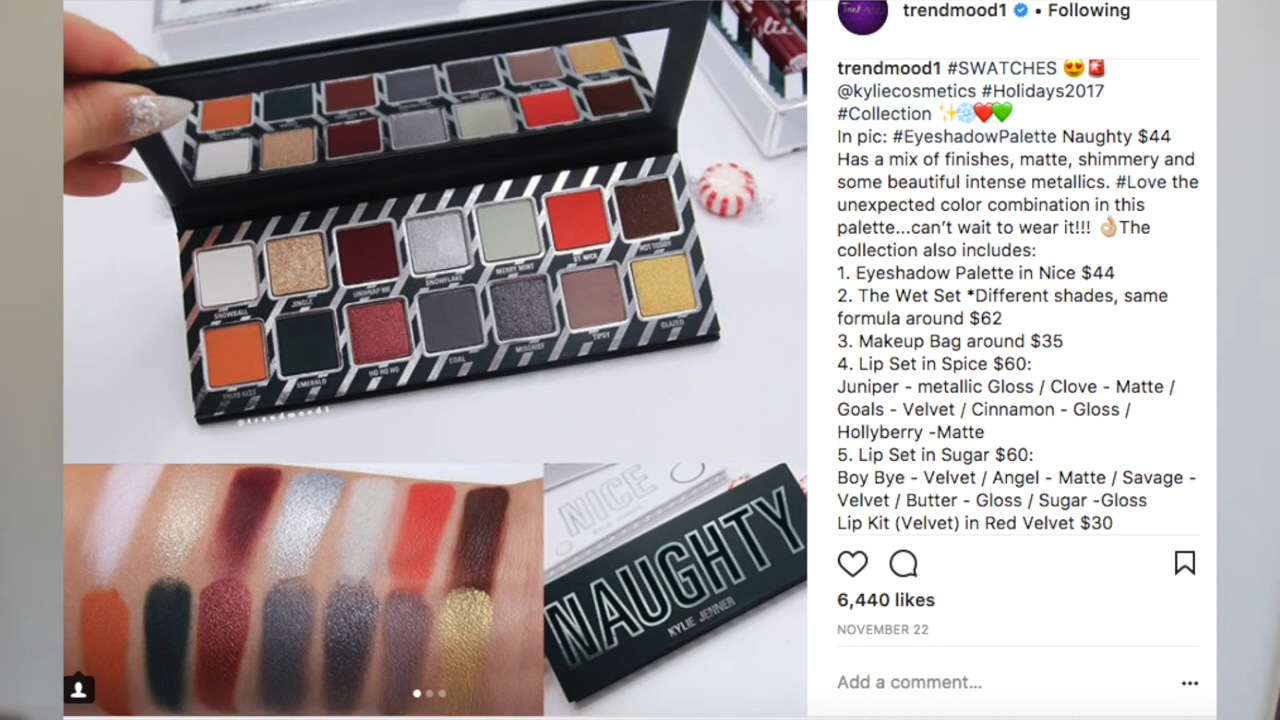 trendmood1 • Following
trendmood1 #SWATCHES 😍🚨
@kyliecosmetics #Holidays2017
#Collection ✨❄️❤️💚
In pic: #EyeshadowPalette Naughty $44
Has a mix of finishes, matte, shimmery and
some beautiful intense metallics. #Love the
unexpected color combination in this
palette...can't wait to wear it!!! 👌🏼The
collection also includes:
1. Eyeshadow Palette in Nice $44
2. The Wet Set *Different shades, same
formula around $62
3. Makeup Bag around $35
4. Lip Set in Spice $60:
Juniper - metallic Gloss / Clove - Matte /
Goals - Velvet / Cinnamon - Gloss /
Hollyberry -Matte
5. Lip Set in Sugar $60:
Boy Bye - Velvet / Angel - Matte / Savage -
Velvet / Butter - Gloss / Sugar -Gloss
Lip Kit (Velvet) in Red Velvet $30
6,440 likes
NOVEMBER 22
Add a comment...
SNOWBALL
JINGLE
UNWRAP ME
SNOWFLAKE
MERRY MINT
ST. NICK
HOT TODDY
EMERALD
HO HO HO
COAL
MISCHIEF
TIPSY
GLAZED
@trendmood1
NICE
NAUGHTY
KYLIE JENNER